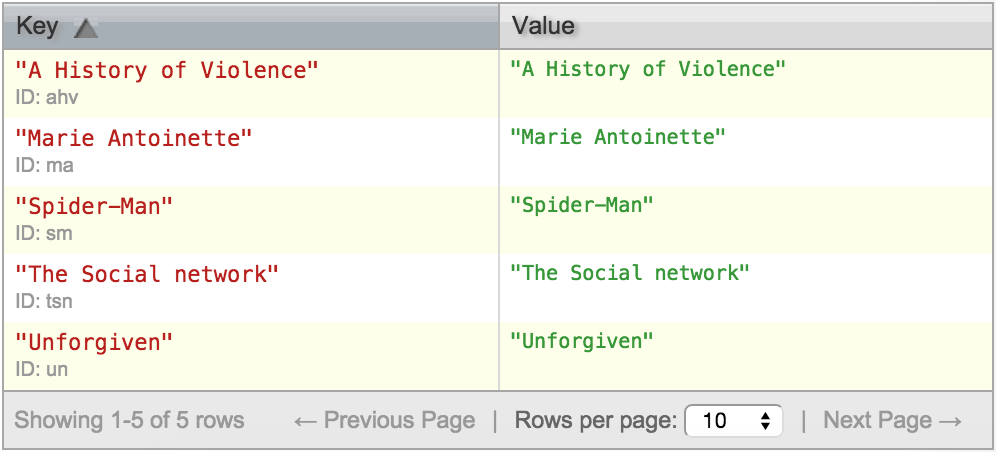 Key Value
"A History of Violence" "A History of Violence"
ID: ahv
"Marie Antoinette" "Marie Antoinette"
ID: ma
"Spider-Man" "Spider-Man"
ID: sm
"The Social network" "The Social network"
ID: tsn
"Unforgiven" "Unforgiven"
ID: un
Showing 1-5 of 5 rows ← Previous Page | Rows per page: 10 | Next Page →